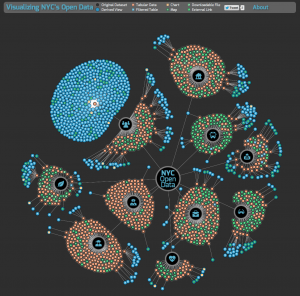 Visualizing NYC's Open Data
Original Dataset
Tabular Data
Chart
Downloadable File
Derived View
Filtered Table
Map
External Link
About
NYC
Open
Data